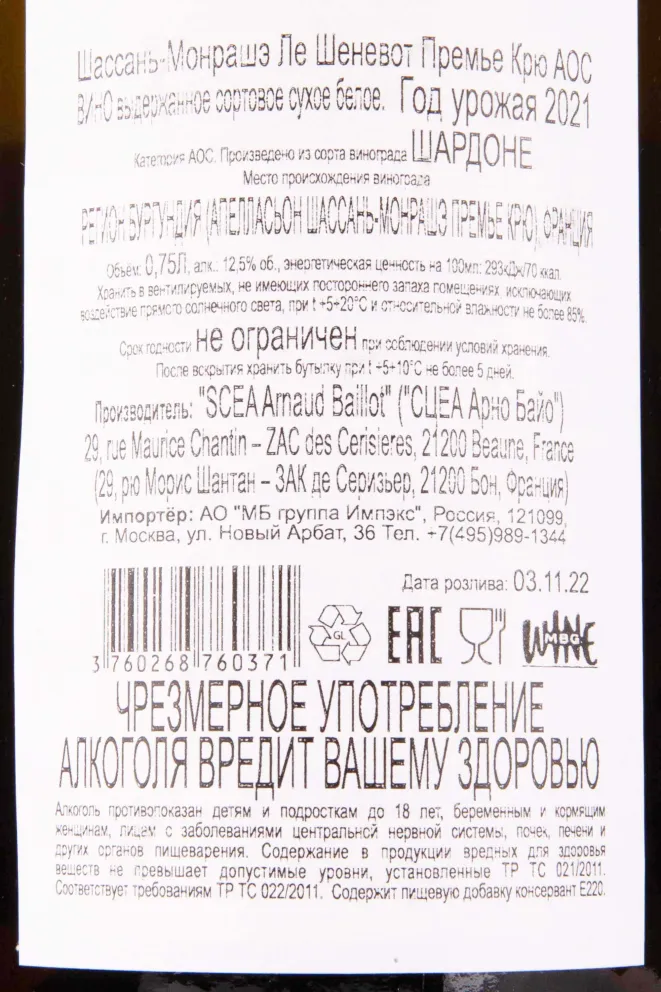 Шассань-Монрашэ Ле Шеневот Премье Крю АОС
ВИНО выдержанное сортовое сухое белое. Год урожая 2021
Категория АОС. Произведено из сорта винограда ШАРДОНЕ
Место происхождения винограда
РЕГИОН БУРГУНДИЯ (АПЕЛЛАСЬОН ШАССАНЬ-МОНРАШЭ ПРЕМЬЕ КРЮ), ФРАНЦИЯ
Объём: 0,75Л, алк.: 12,5% об., энергетическая ценность на 100мл: 293кДж/70 ккал.
Хранить в вентилируемых, не имеющих постороннего запаха помещениях, исключающих
воздействие прямого солнечного света, при t +5+20°C и относительной влажности не более 85%.
Срок годности не ограничен при соблюдении условий хранения.
После вскрытия хранить бутылку при t +5+10°C не более 5 дней.
Производитель: "SCEA Arnaud Baillot" ("СЦЕА Арно Байо")
29, rue Maurice Chantin – ZAC des Cerisieres, 21200 Beaune, France
(29, рю Морис Шантан – ЗАК де Серизьер, 21200 Бон, Франция)
Импортёр: АО "МБ группа Импэкс", Россия, 121099,
г. Москва, ул. Новый Арбат, 36 Тел. +7(495)989-1344
Дата розлива: 03.11.22
GL
EAC
WINE
MBG
3 760268 760371
ЧРЕЗМЕРНОЕ УПОТРЕБЛЕНИЕ
АЛКОГОЛЯ ВРЕДИТ ВАШЕМУ ЗДОРОВЬЮ
Алкоголь противопоказан детям и подросткам до 18 лет, беременным и кормящим
женщинам, лицам с заболеваниями центральной нервной системы, почек, печени и
других органов пищеварения. Содержание в продукции вредных для здоровья
веществ не превышает допустимые уровни, установленные ТР ТС 021/2011.
Соответствует требованиям ТР ТС 022/2011. Содержит пищевую добавку консервант Е220.